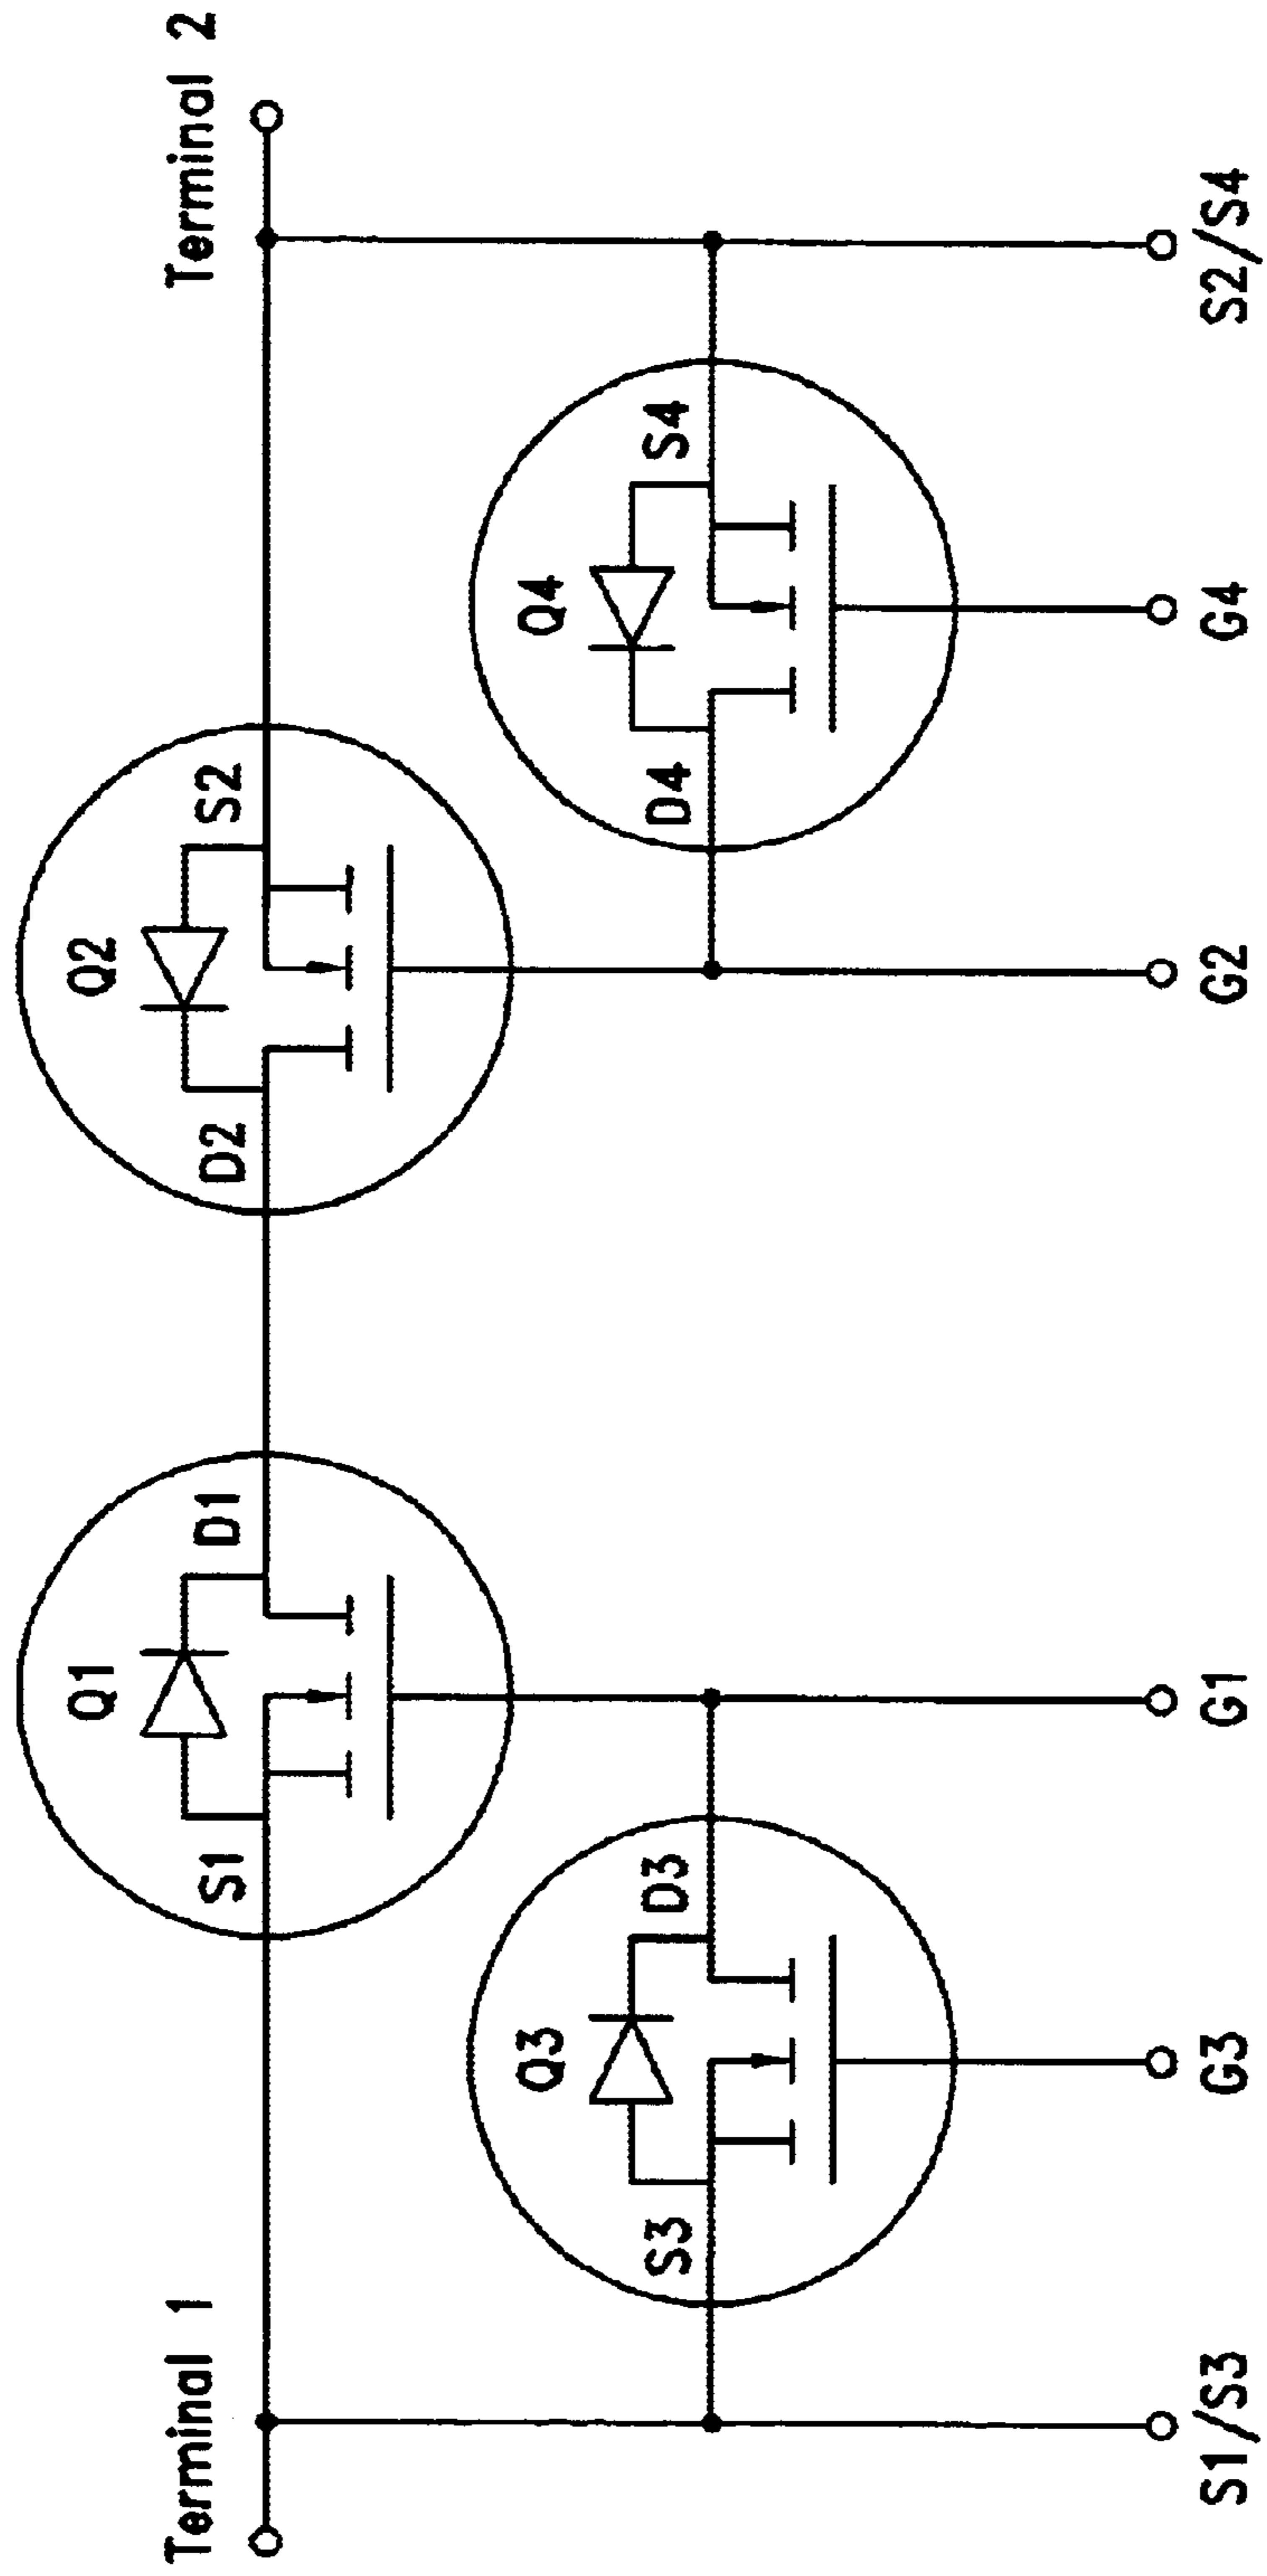 Terminal 1
Terminal 2
Q1
Q2
S1
D1
D2
S2
Q3
Q4
S3
D3
D4
S4
S1/S3
G3
G1
G2
G4
S2/S4